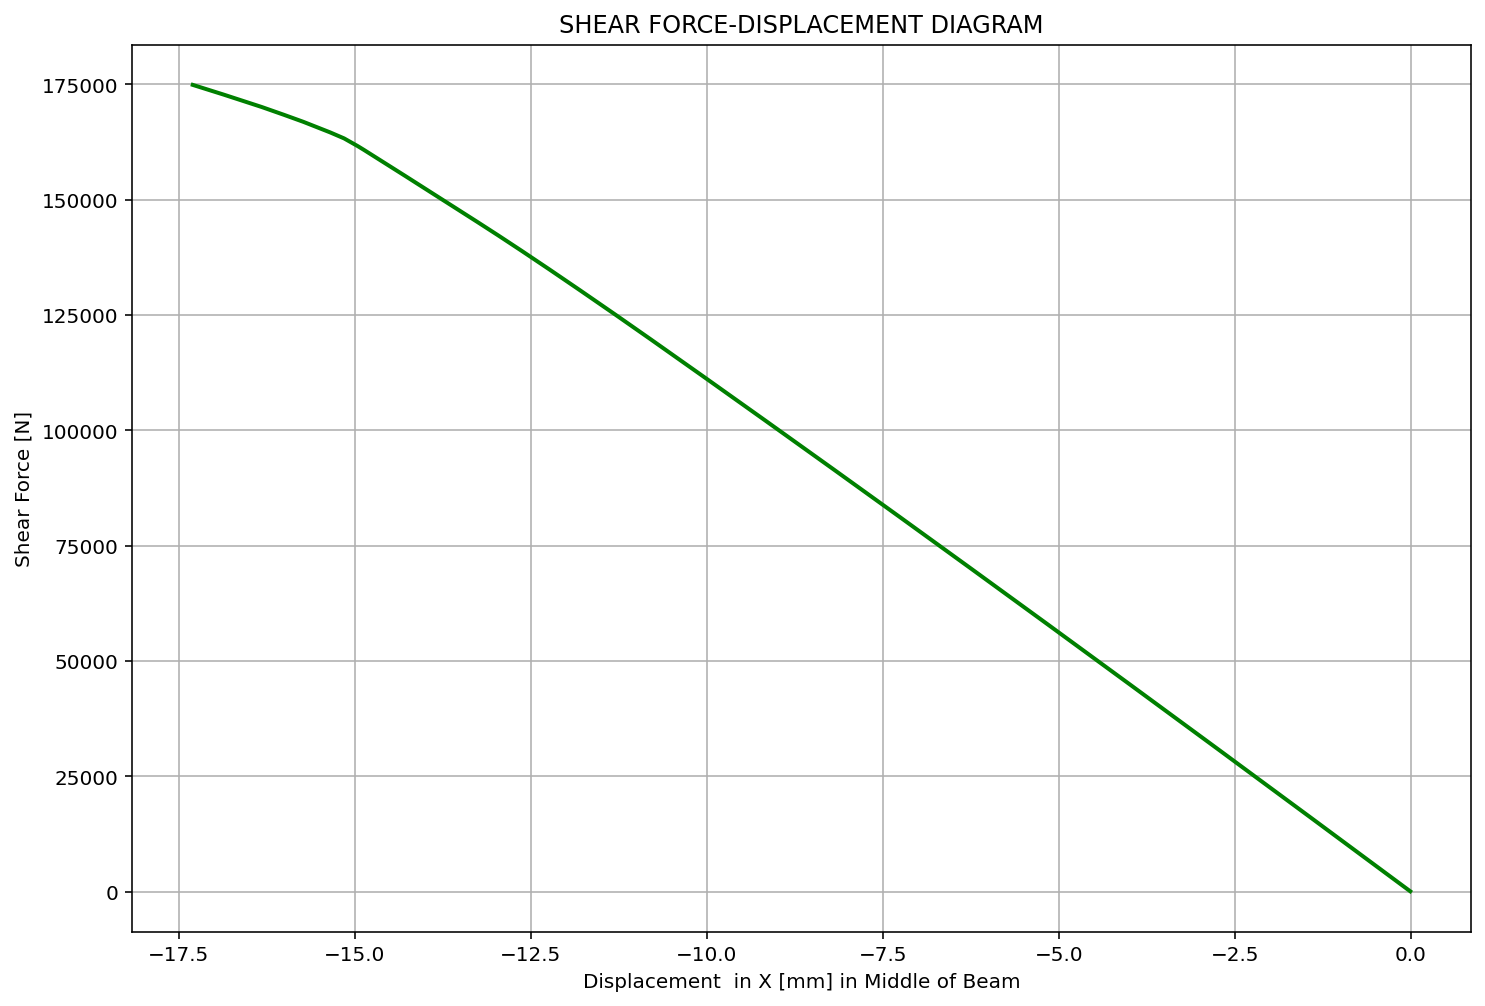 SHEAR FORCE-DISPLACEMENT DIAGRAM
175000
150000
125000
100000
75000
50000
25000
0
Shear Force [N]
−17.5 −15.0 −12.5 −10.0 −7.5 −5.0 −2.5 0.0
Displacement  in X [mm] in Middle of Beam